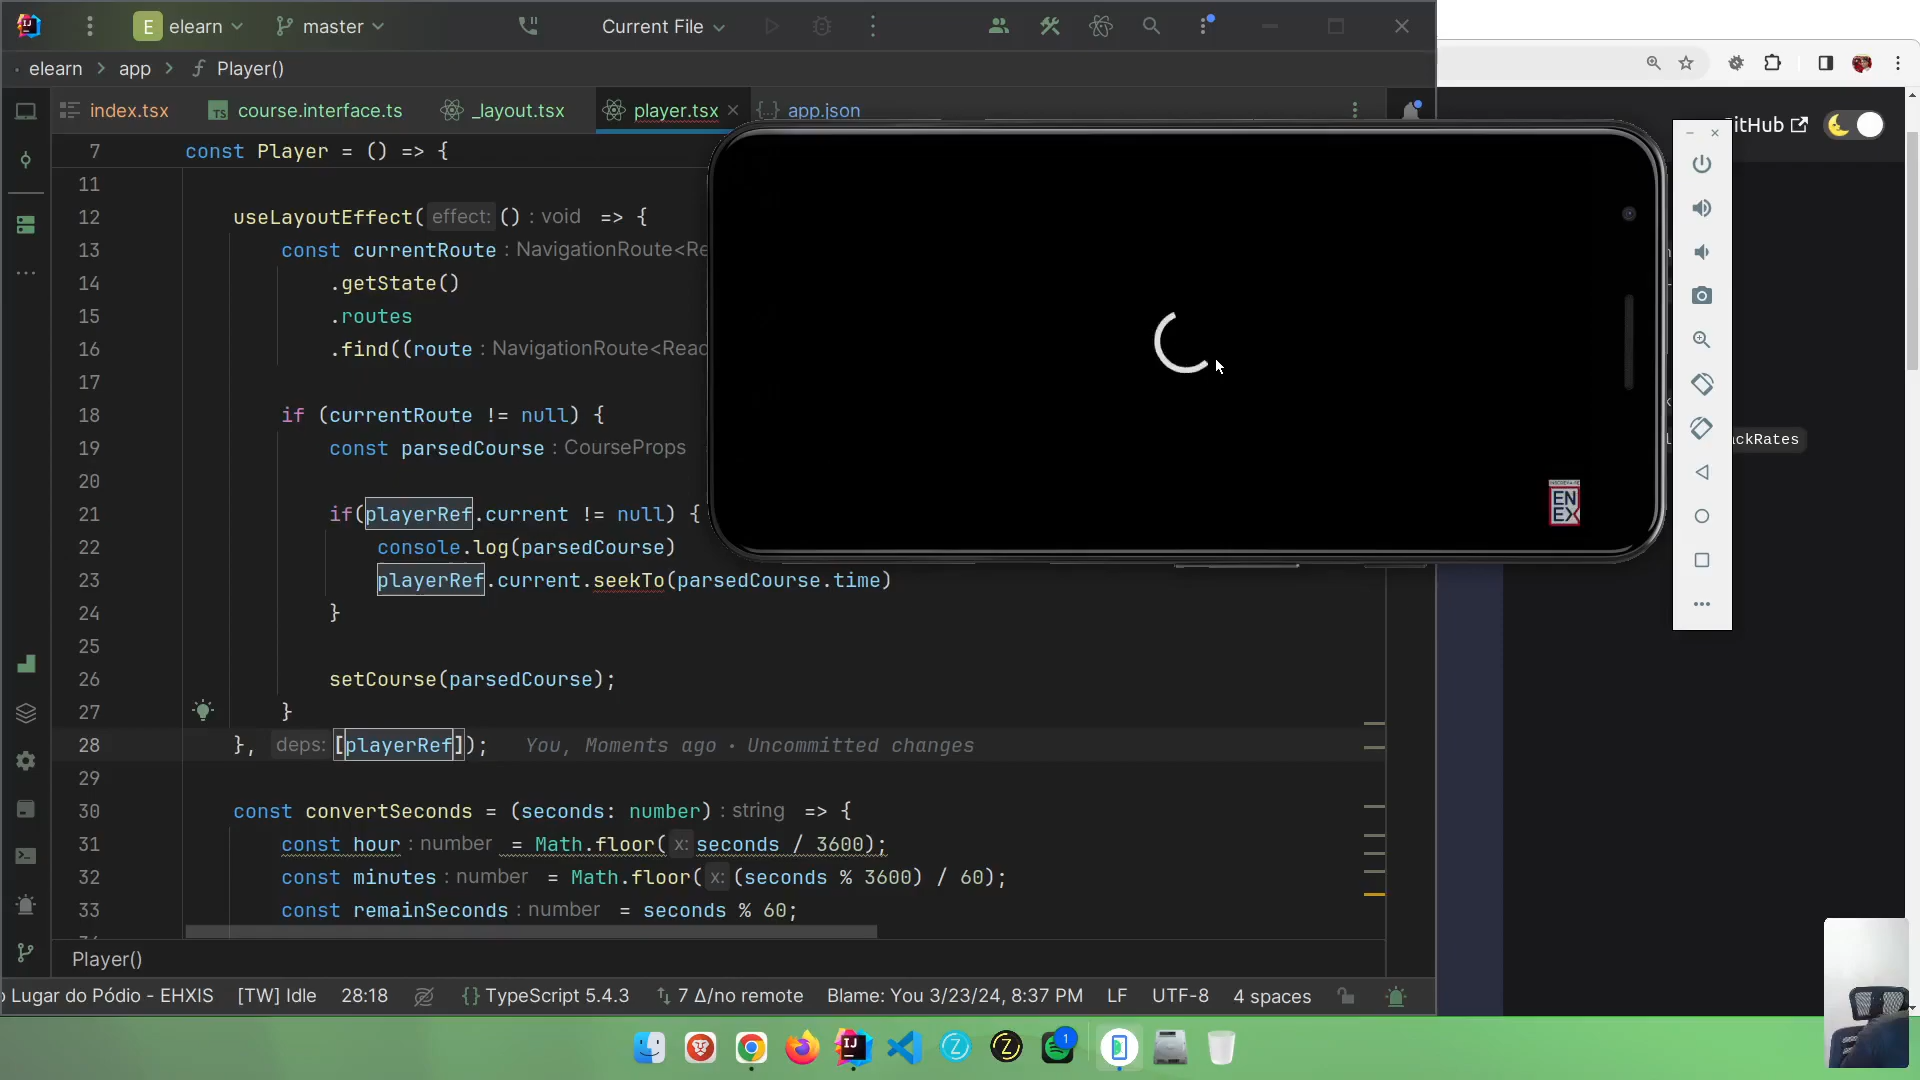 E elearn
master
Current File
elearn
app
Player()
index.tsx
TS course.interface.ts
_layout.tsx
player.tsx
app.json
itHub
7 const Player = () => {
11
12 useLayoutEffect( effect: () : void => {
13 const currentRoute : NavigationRoute<Re
14 .getState()
15 .routes
16 .find((route : NavigationRoute<Read
17
18 if (currentRoute != null) {
19 const parsedCourse : CourseProps
20
21 if(playerRef.current != null) {
22 console.log(parsedCourse)
23 playerRef.current.seekTo(parsedCourse.time)
24 }
25
26 setCourse(parsedCourse);
27 }
28 }, deps: [playerRef]); You, Moments ago • Uncommitted changes
29
30 const convertSeconds = (seconds: number) : string => {
31 const hour : number = Math.floor( x: seconds / 3600);
32 const minutes : number = Math.floor( x: (seconds % 3600) / 60);
33 const remainSeconds : number = seconds % 60;
EN
EX
ackRates
Player()
Lugar do Pódio - EHXIS
[TW] Idle
28:18
{} TypeScript 5.4.3
7 Δ/no remote
Blame: You 3/23/24, 8:37 PM
LF
UTF-8
4 spaces
IJ
Z
Z
1